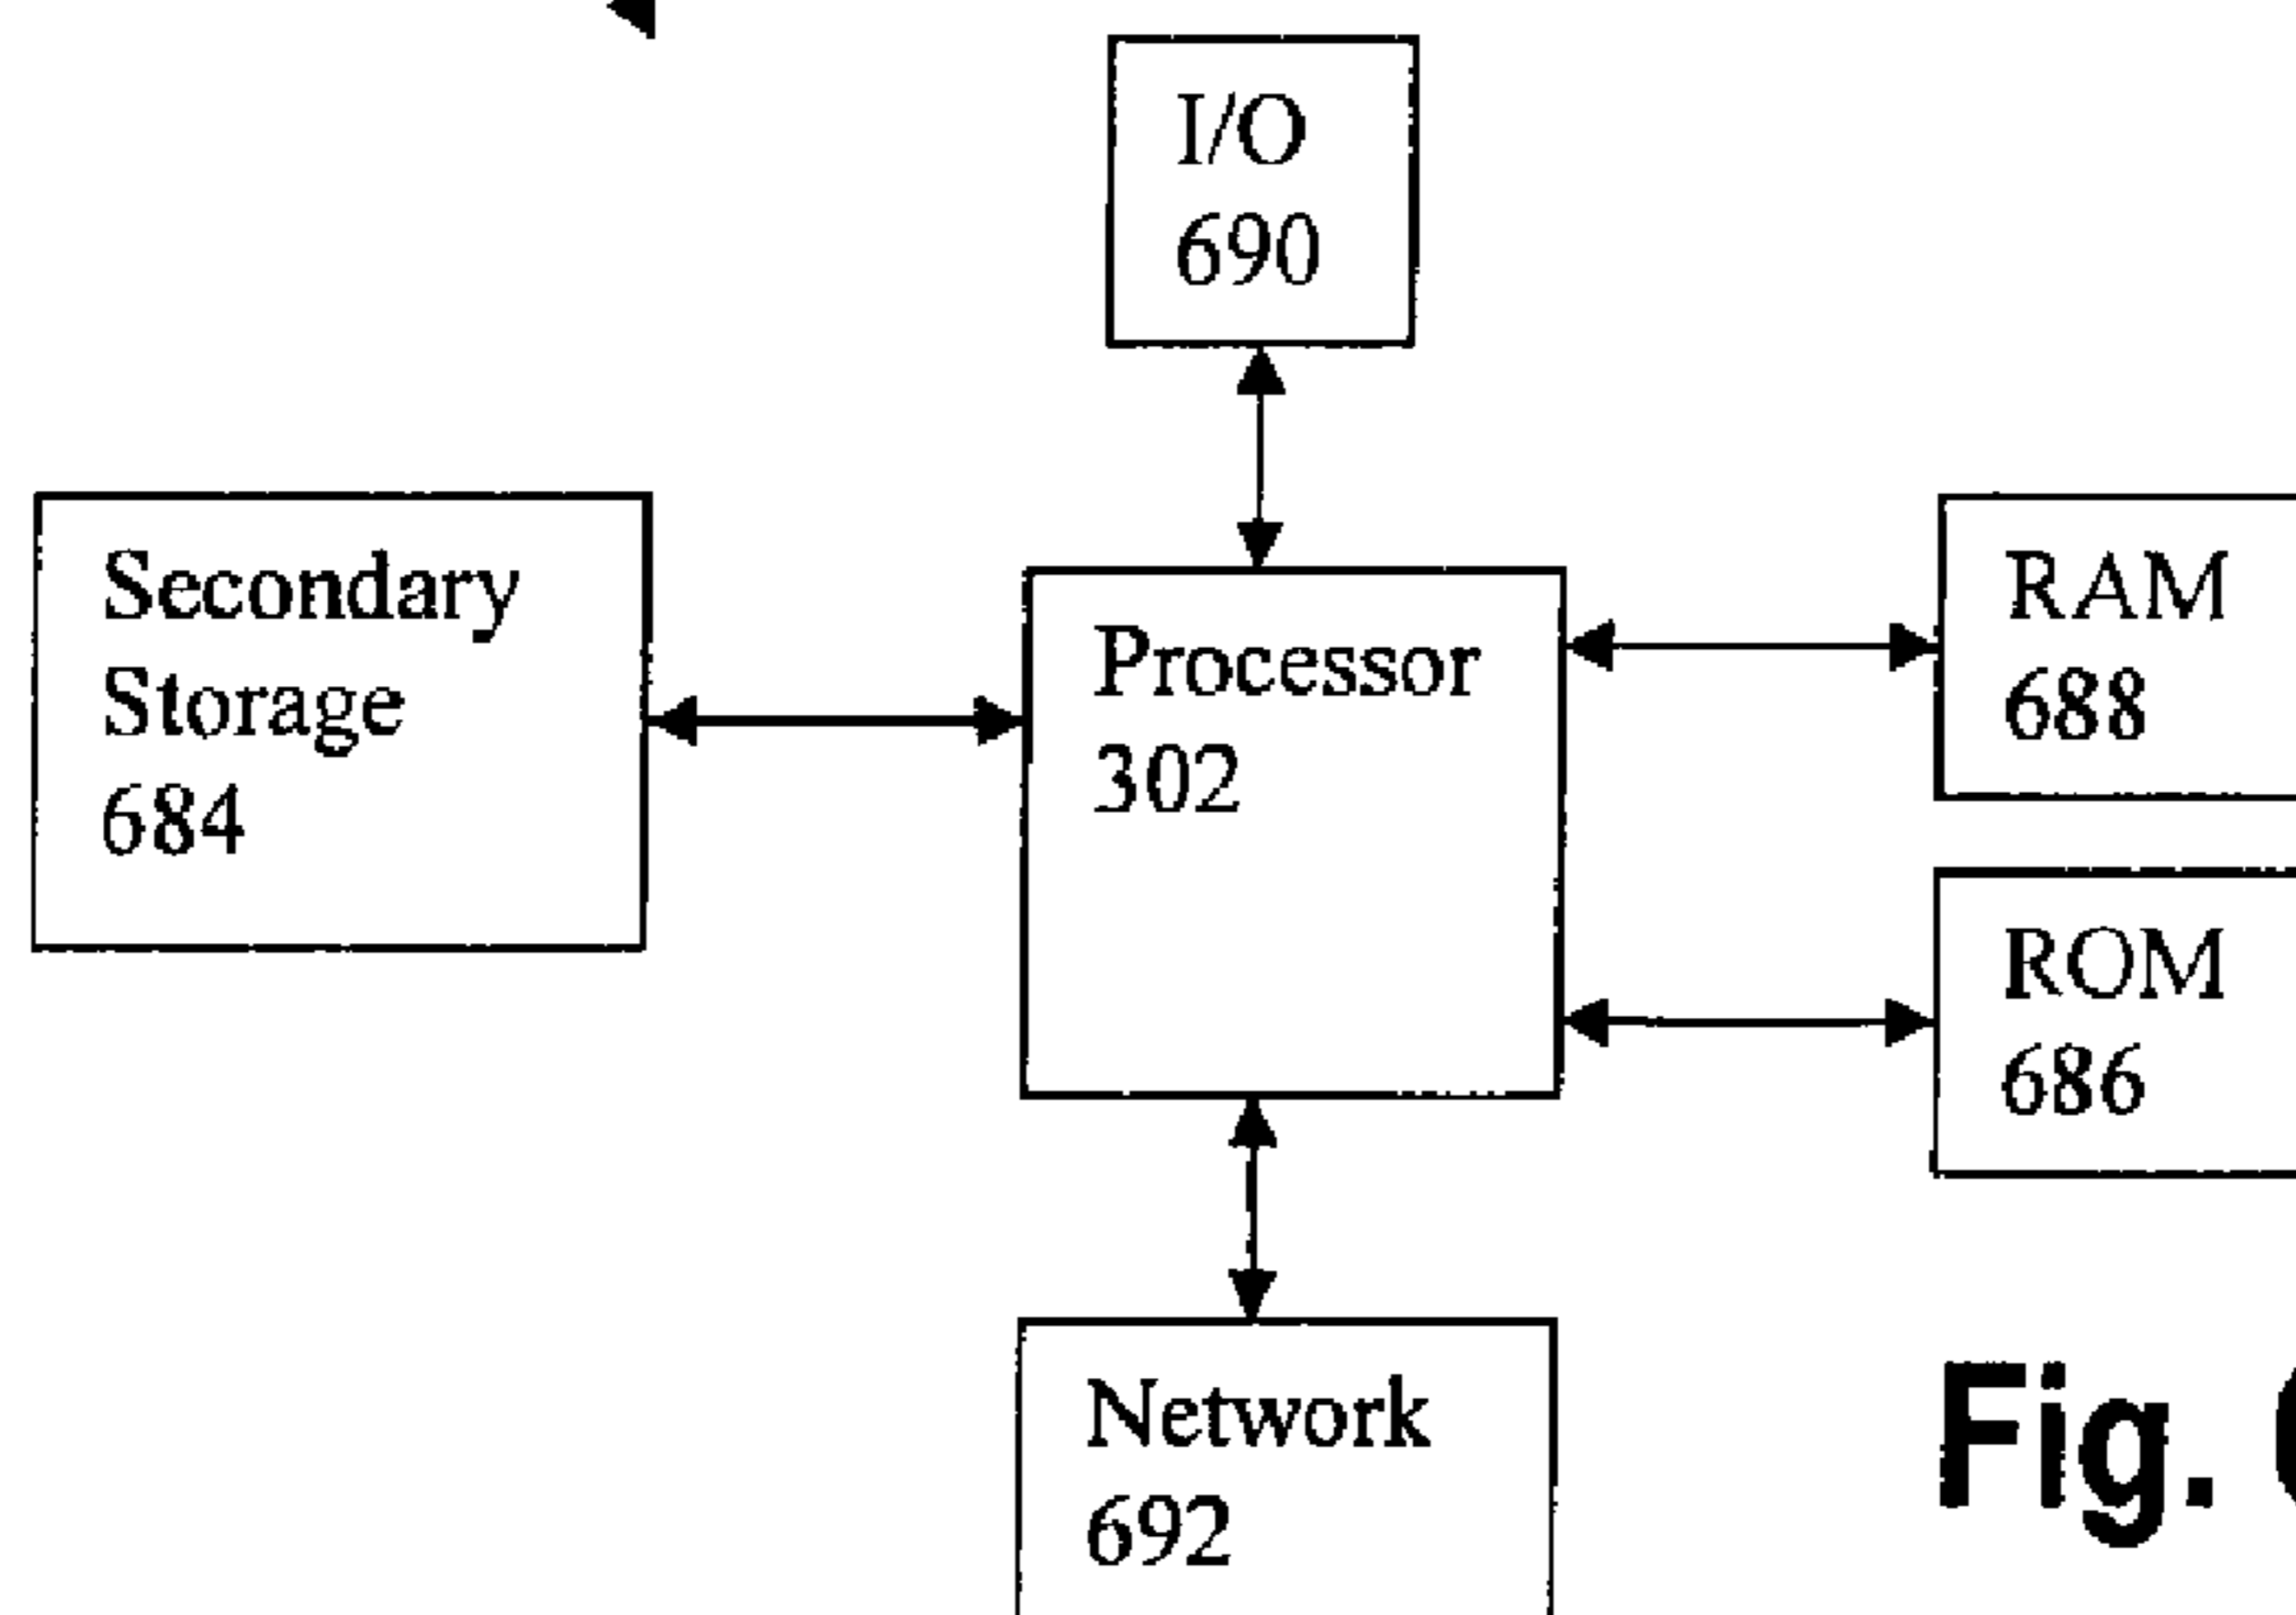 I/O
690
Secondary
Storage
684
Processor
302
RAM
688
ROM
686
Network
692
Fig.